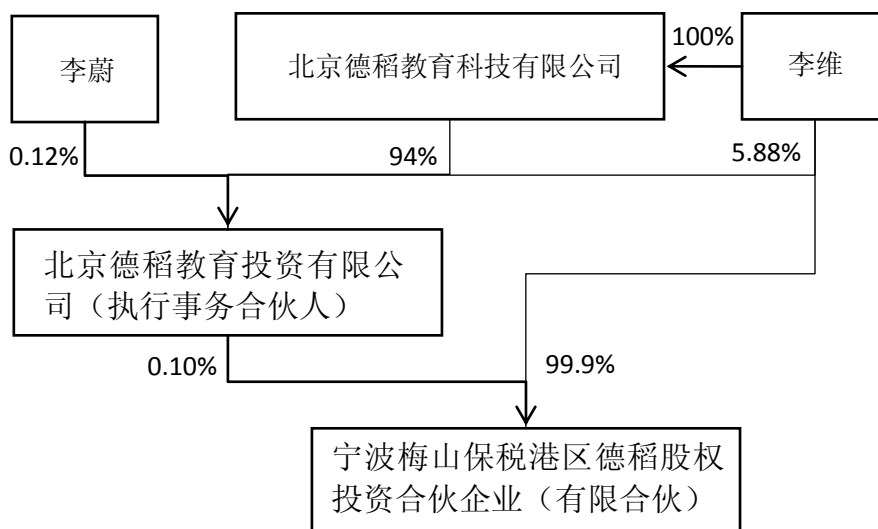 100%
李蔚
北京德稻教育科技有限公司
李维
0.12%
94%
5.88%
北京德稻教育投资有限公
司（执行事务合伙人）
0.10%
99.9%
宁波梅山保税港区德稻股权
投资合伙企业（有限合伙）